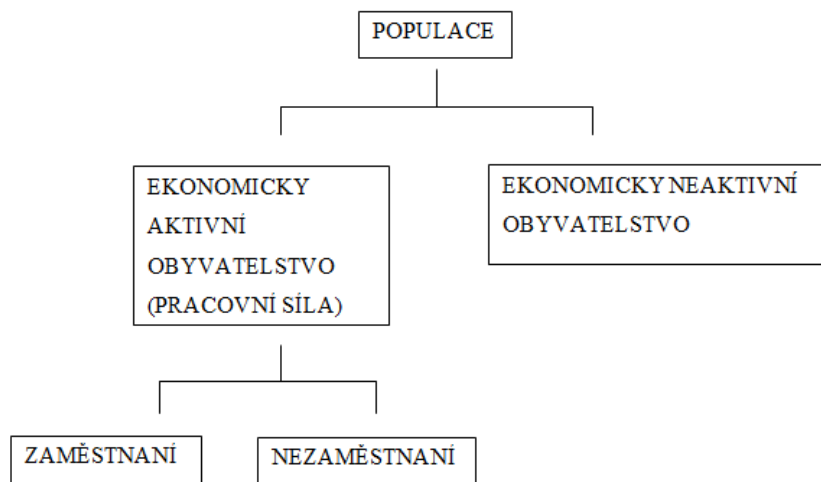 POPULACE
EKONOMICKY
AKTIVNÍ
OBYVATELSTVO
(PRACOVNÍ SÍLA)
EKONOMICKY NEAKTIVNÍ
OBYVATELSTVO
ZAMĚSTNANÍ
NEZAMĚSTNANÍ